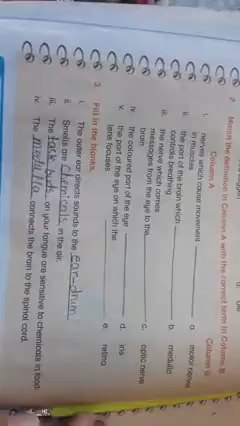 2. Match the definition in Column A with the correct term in Column B.
Column A Column B
i. nerves which cause movement
in muscles a. motor nerves
ii. the part of the brain which
controls breathing b. medulla
iii. the nerve which carries
messages from the eye to the
brain c. optic nerve
iv. the coloured part of the eye d. iris
v. the part of the eye on which the
lens focuses e. retina
3. Fill in the blanks.
i. The outer ear directs sounds to the ear-drum
ii. Smells are chemicals in the air.
iii. The taste buds on your tongue are sensitive to chemicals in food.
iv. The medulla connects the brain to the spinal cord.